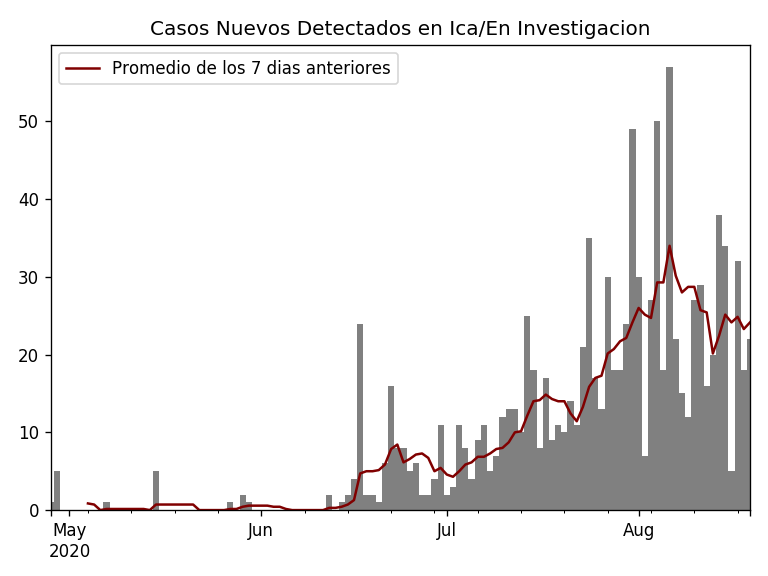 Casos Nuevos Detectados en Ica/En Investigacion
Promedio de los 7 dias anteriores
50
40
30
20
10
0
May
2020
Jun
Jul
Aug